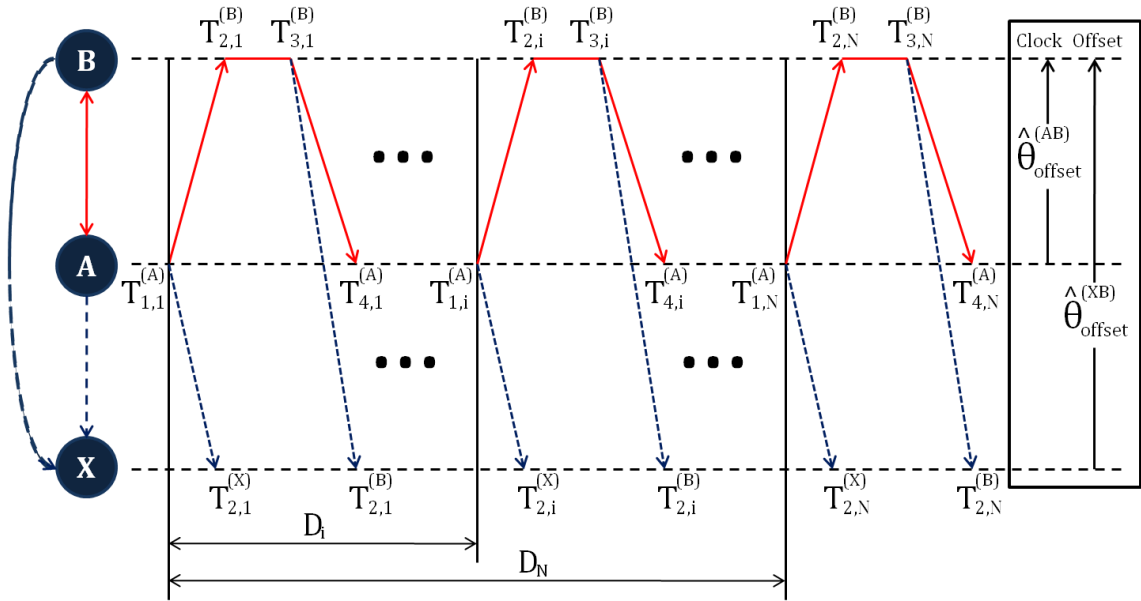 T_{2,1}^{(B)} T_{3,1}^{(B)} T_{2,i}^{(B)} T_{3,i}^{(B)} T_{2,N}^{(B)} T_{3,N}^{(B)}
Clock Offset
B
\hat{θ}_{offset}^{(AB)}
A
T_{1,1}^{(A)} T_{4,1}^{(A)} T_{1,i}^{(A)} T_{4,i}^{(A)} T_{1,N}^{(A)} T_{4,N}^{(A)}
\hat{θ}_{offset}^{(XB)}
X
T_{2,1}^{(X)} T_{2,1}^{(B)} T_{2,i}^{(X)} T_{2,i}^{(B)} T_{2,N}^{(X)} T_{2,N}^{(B)}
D_i
D_N